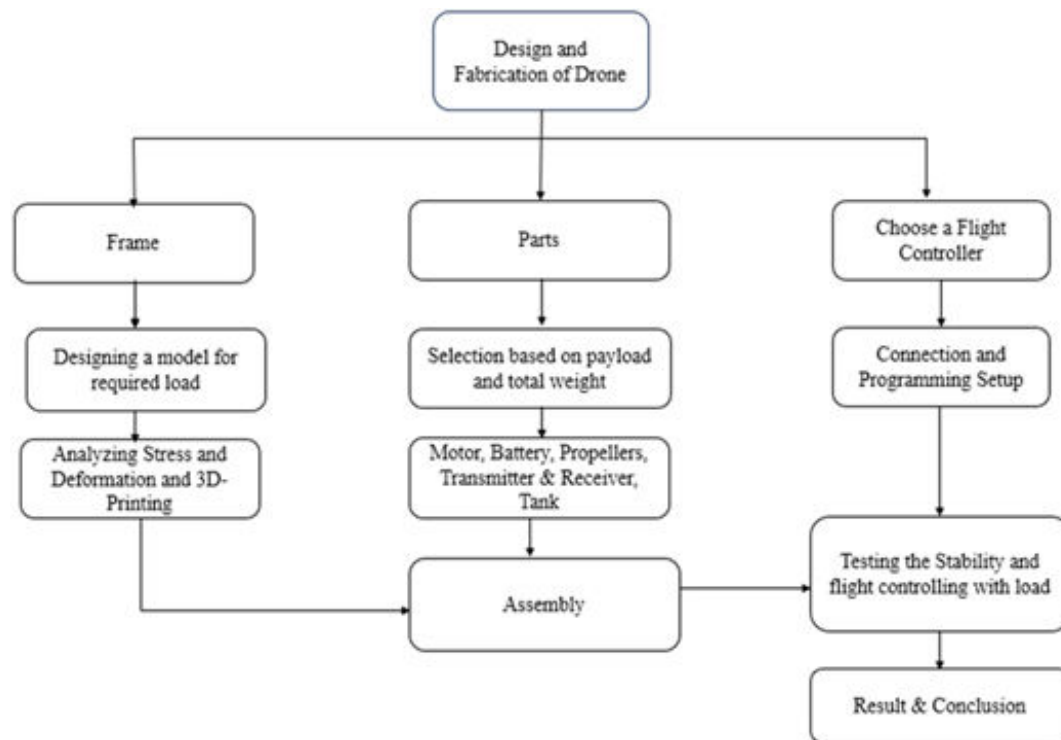 Design and
Fabrication of Drone
Frame
Parts
Choose a Flight
Controller
Designing a model for
required load
Selection based on payload
and total weight
Connection and
Programming Setup
Analyzing Stress and
Deformation and 3D-
Printing
Motor, Battery, Propellers,
Transmitter & Receiver,
Tank
Assembly
Testing the Stability and
flight controlling with load
Result & Conclusion